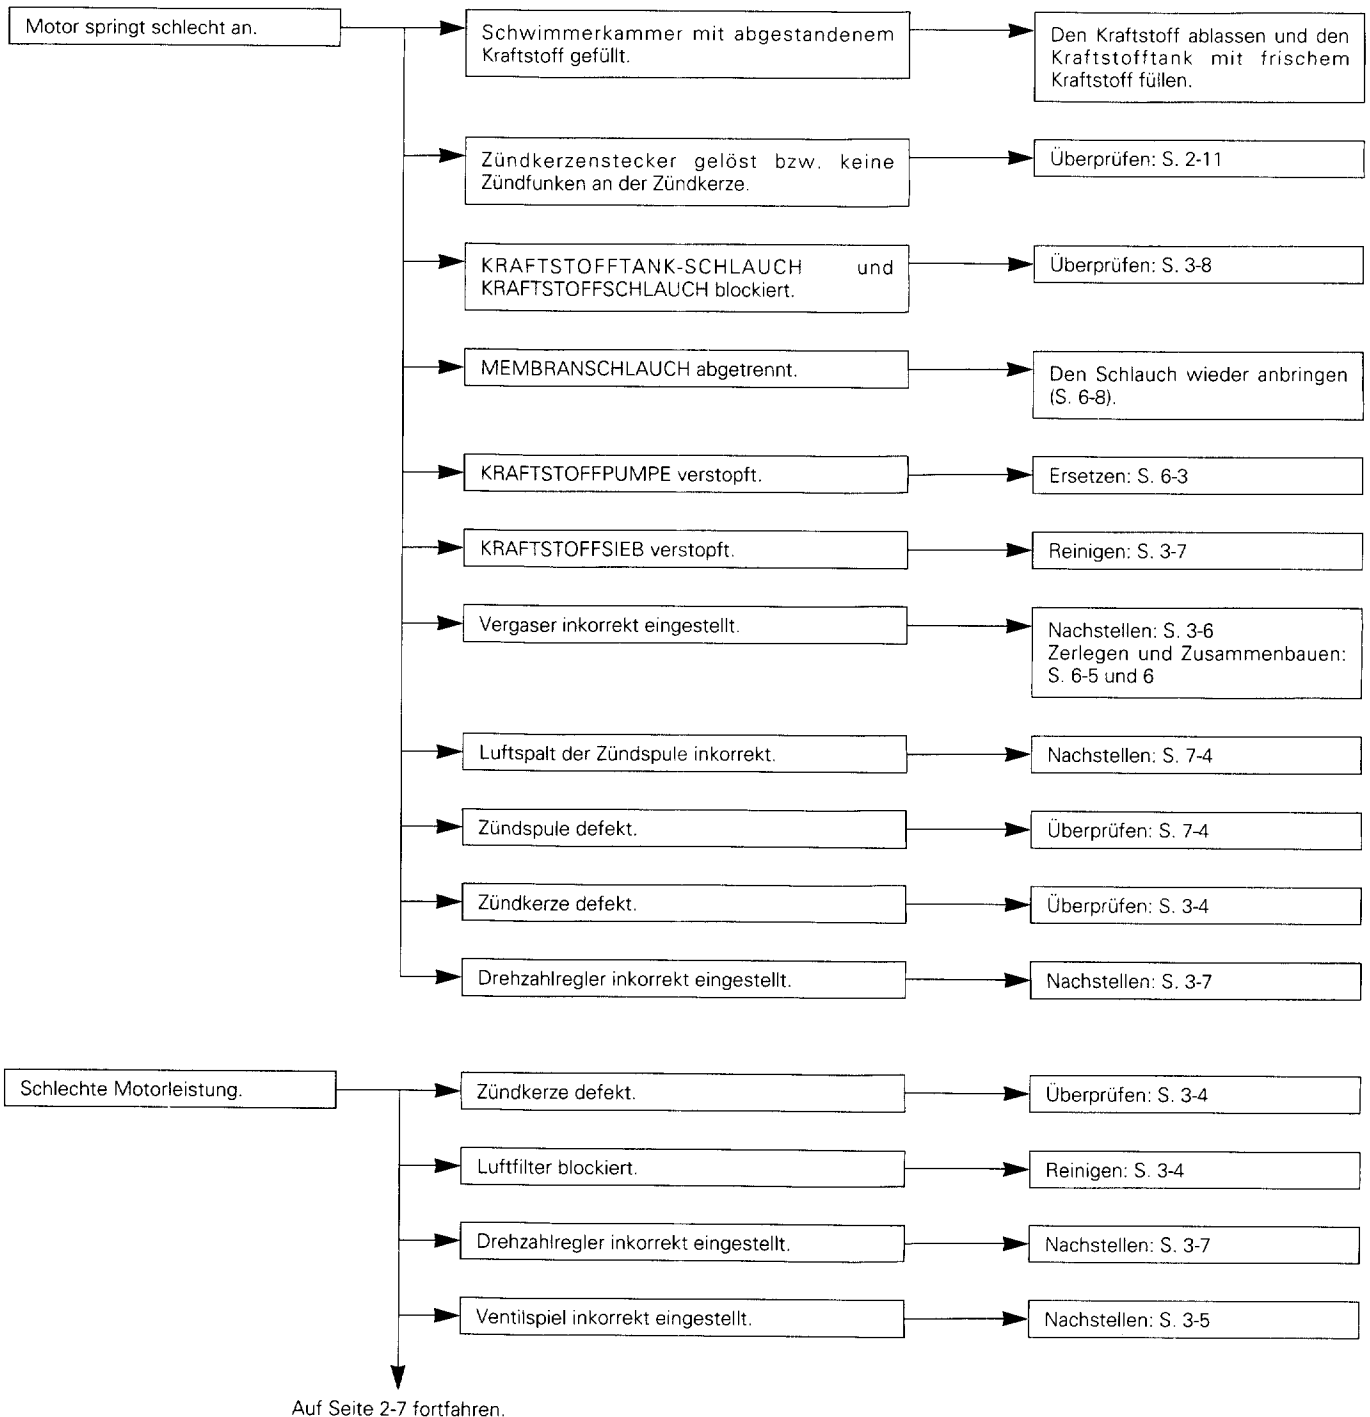 Motor springt schlecht an.
Schwimmerkammer mit abgestandenem
Kraftstoff gefüllt.
Den Kraftstoff ablassen und den
Kraftstofftank mit frischem
Kraftstoff füllen.
Zündkerzenstecker gelöst bzw. keine
Zündfunken an der Zündkerze.
Überprüfen: S. 2-11
KRAFTSTOFFTANK-SCHLAUCH und
KRAFTSTOFFSCHLAUCH blockiert.
Überprüfen: S. 3-8
MEMBRANSCHLAUCH abgetrennt.
Den Schlauch wieder anbringen
(S. 6-8).
KRAFTSTOFFPUMPE verstopft.
Ersetzen: S. 6-3
KRAFTSTOFFSIEB verstopft.
Reinigen: S. 3-7
Vergaser inkorrekt eingestellt.
Nachstellen: S. 3-6
Zerlegen und Zusammenbauen:
S. 6-5 und 6
Luftspalt der Zündspule inkorrekt.
Nachstellen: S. 7-4
Zündspule defekt.
Überprüfen: S. 7-4
Zündkerze defekt.
Überprüfen: S. 3-4
Drehzahlregler inkorrekt eingestellt.
Nachstellen: S. 3-7
Schlechte Motorleistung.
Zündkerze defekt.
Überprüfen: S. 3-4
Luftfilter blockiert.
Reinigen: S. 3-4
Drehzahlregler inkorrekt eingestellt.
Nachstellen: S. 3-7
Ventilspiel inkorrekt eingestellt.
Nachstellen: S. 3-5
Auf Seite 2-7 fortfahren.